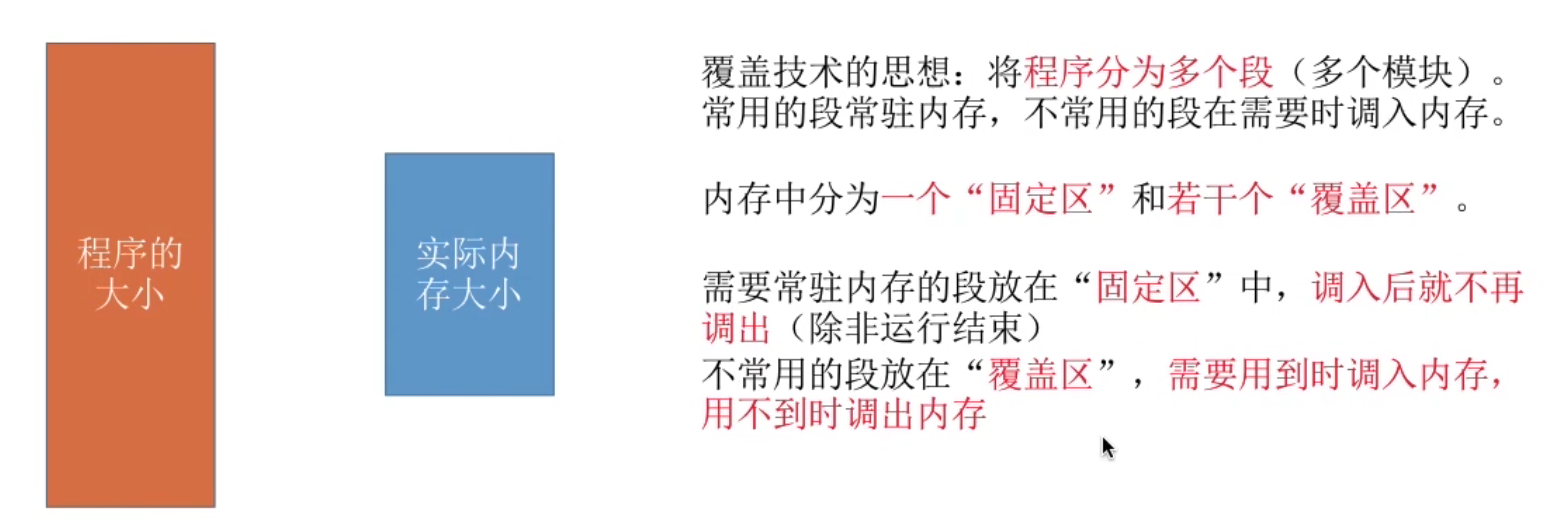 程序的
大小
实际内
存大小
覆盖技术的思想：将程序分为多个段（多个模块）。
常用的段常驻内存，不常用的段在需要时调入内存。
内存中分为一个“固定区”和若干个“覆盖区”。
需要常驻内存的段放在“固定区”中，调入后就不再
调出（除非运行结束）
不常用的段放在“覆盖区”，需要用到时调入内存，
用不到时调出内存